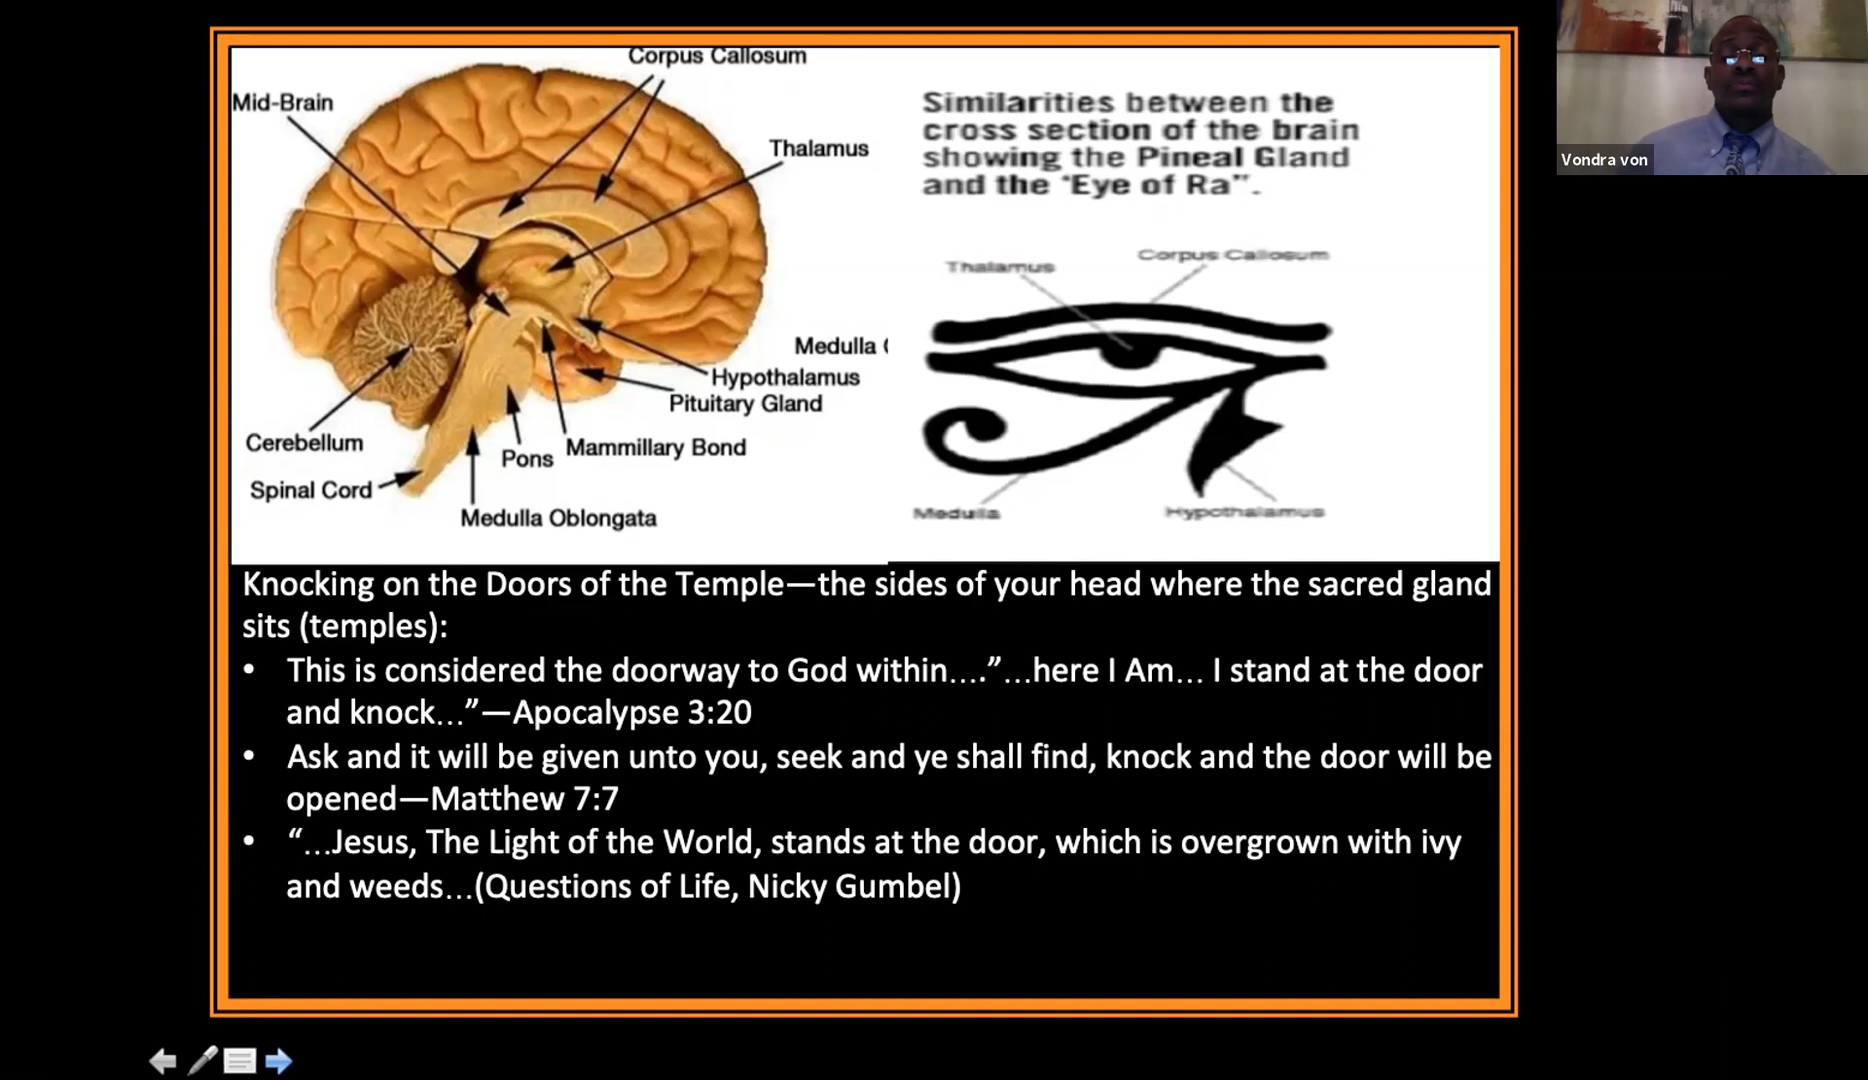 Corpus Callosum
Mid-Brain
Thalamus
Medulla
Hypothalamus
Pituitary Gland
Cerebellum
Mammillary Bond
Pons
Spinal Cord
Medulla Oblongata
Similarities between the
cross section of the brain
showing the Pineal Gland
and the 'Eye of Ra".
Thalamus
Corpus Callosum
Medulla
Hypothalamus
Knocking on the Doors of the Temple—the sides of your head where the sacred gland
sits (temples):
• This is considered the doorway to God within….”…here I Am… I stand at the door
and knock…”—Apocalypse 3:20
• Ask and it will be given unto you, seek and ye shall find, knock and the door will be
opened—Matthew 7:7
• “…Jesus, The Light of the World, stands at the door, which is overgrown with ivy
and weeds…(Questions of Life, Nicky Gumbel)
Vondra von